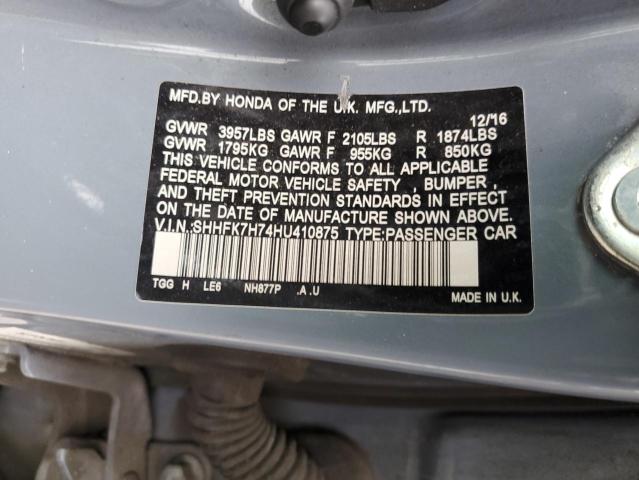 MFD.BY HONDA OF THE U.K. MFG.,LTD.
12/16
GVWR 3957LBS GAWR F 2105LBS R 1874LBS
GVWR 1795KG GAWR F 955KG R 850KG
THIS VEHICLE CONFORMS TO ALL APPLICABLE
FEDERAL MOTOR VEHICLE SAFETY , BUMPER ,
AND THEFT PREVENTION STANDARDS IN EFFECT
ON THE DATE OF MANUFACTURE SHOWN ABOVE.
V.I.N.:SHHFK7H74HU410875 TYPE:PASSENGER CAR
TGG H LE6 NH877P .A.U
MADE IN U.K.